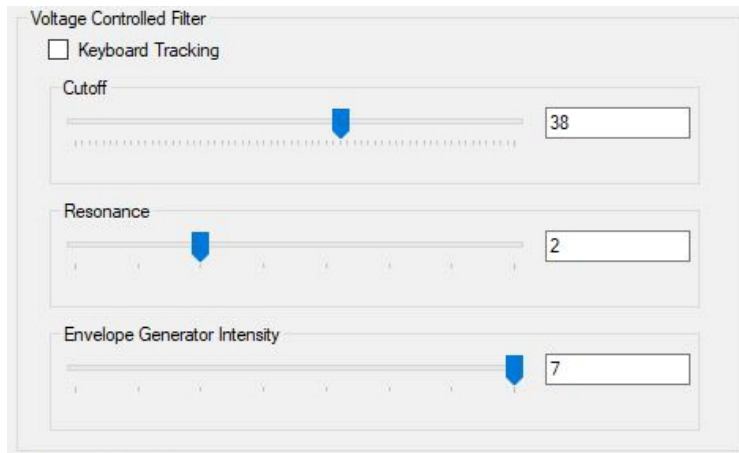 Voltage Controlled Filter
Keyboard Tracking
Cutoff
38
Resonance
2
Envelope Generator Intensity
7